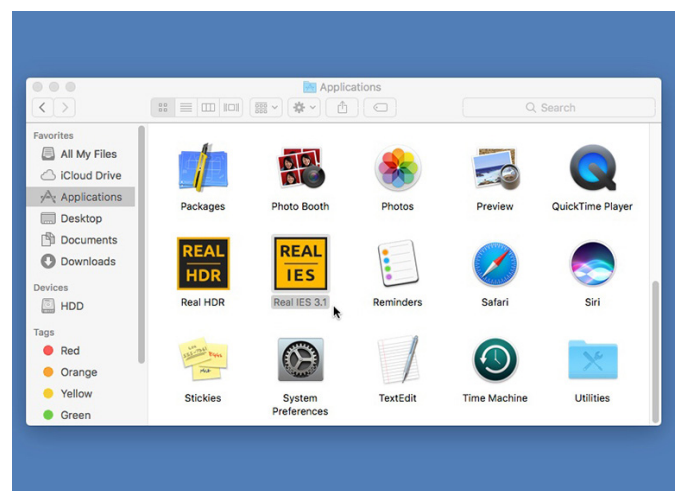 Applications
Search
Favorites
All My Files
iCloud Drive
Applications
Desktop
Documents
Downloads
Devices
HDD
Tags
Red
Orange
Yellow
Green
Packages
Photo Booth
Photos
Preview
QuickTime Player
REAL
HDR
Real HDR
REAL
IES
Real IES 3.1
Reminders
Safari
Siri
Stickies
System
Preferences
TextEdit
Time Machine
Utilities